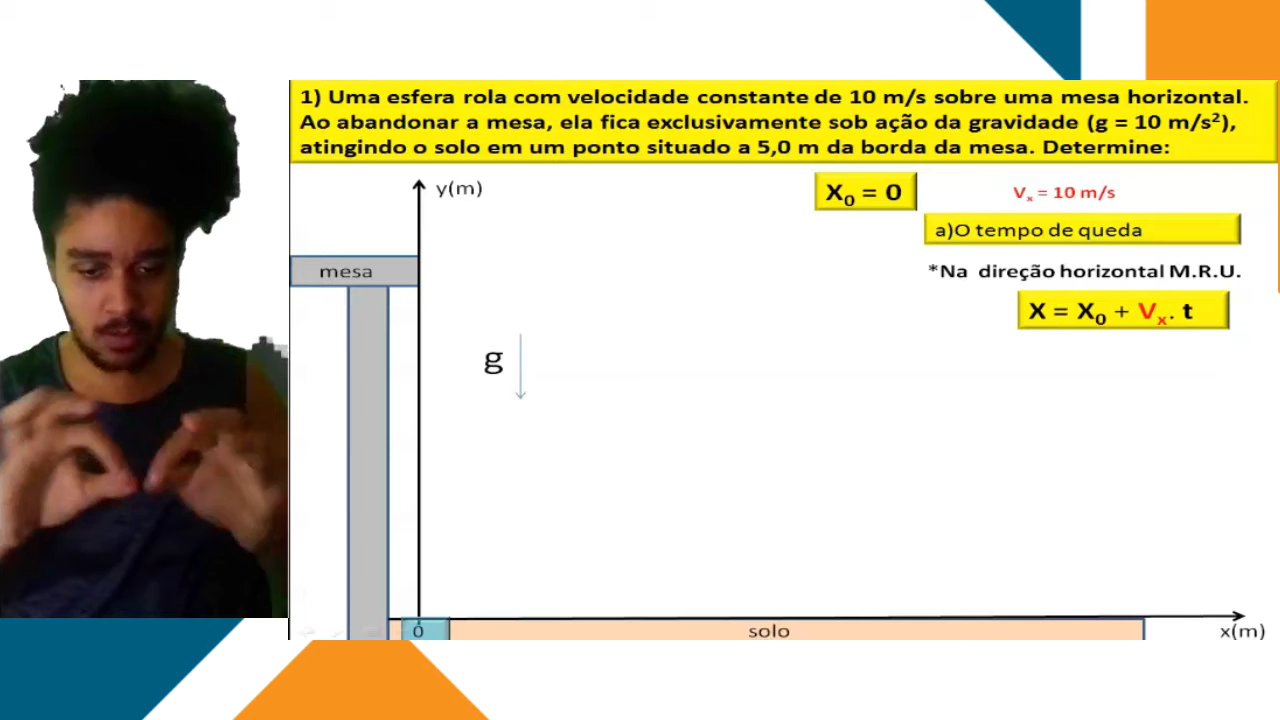 1) Uma esfera rola com velocidade constante de 10 m/s sobre uma mesa horizontal.
Ao abandonar a mesa, ela fica exclusivamente sob ação da gravidade (g = 10 m/s²),
atingindo o solo em um ponto situado a 5,0 m da borda da mesa. Determine:
y(m)
X₀ = 0
Vₓ = 10 m/s
a)O tempo de queda
mesa
*Na direção horizontal M.R.U.
X = X₀ + Vₓ. t
g
0
solo
x(m)